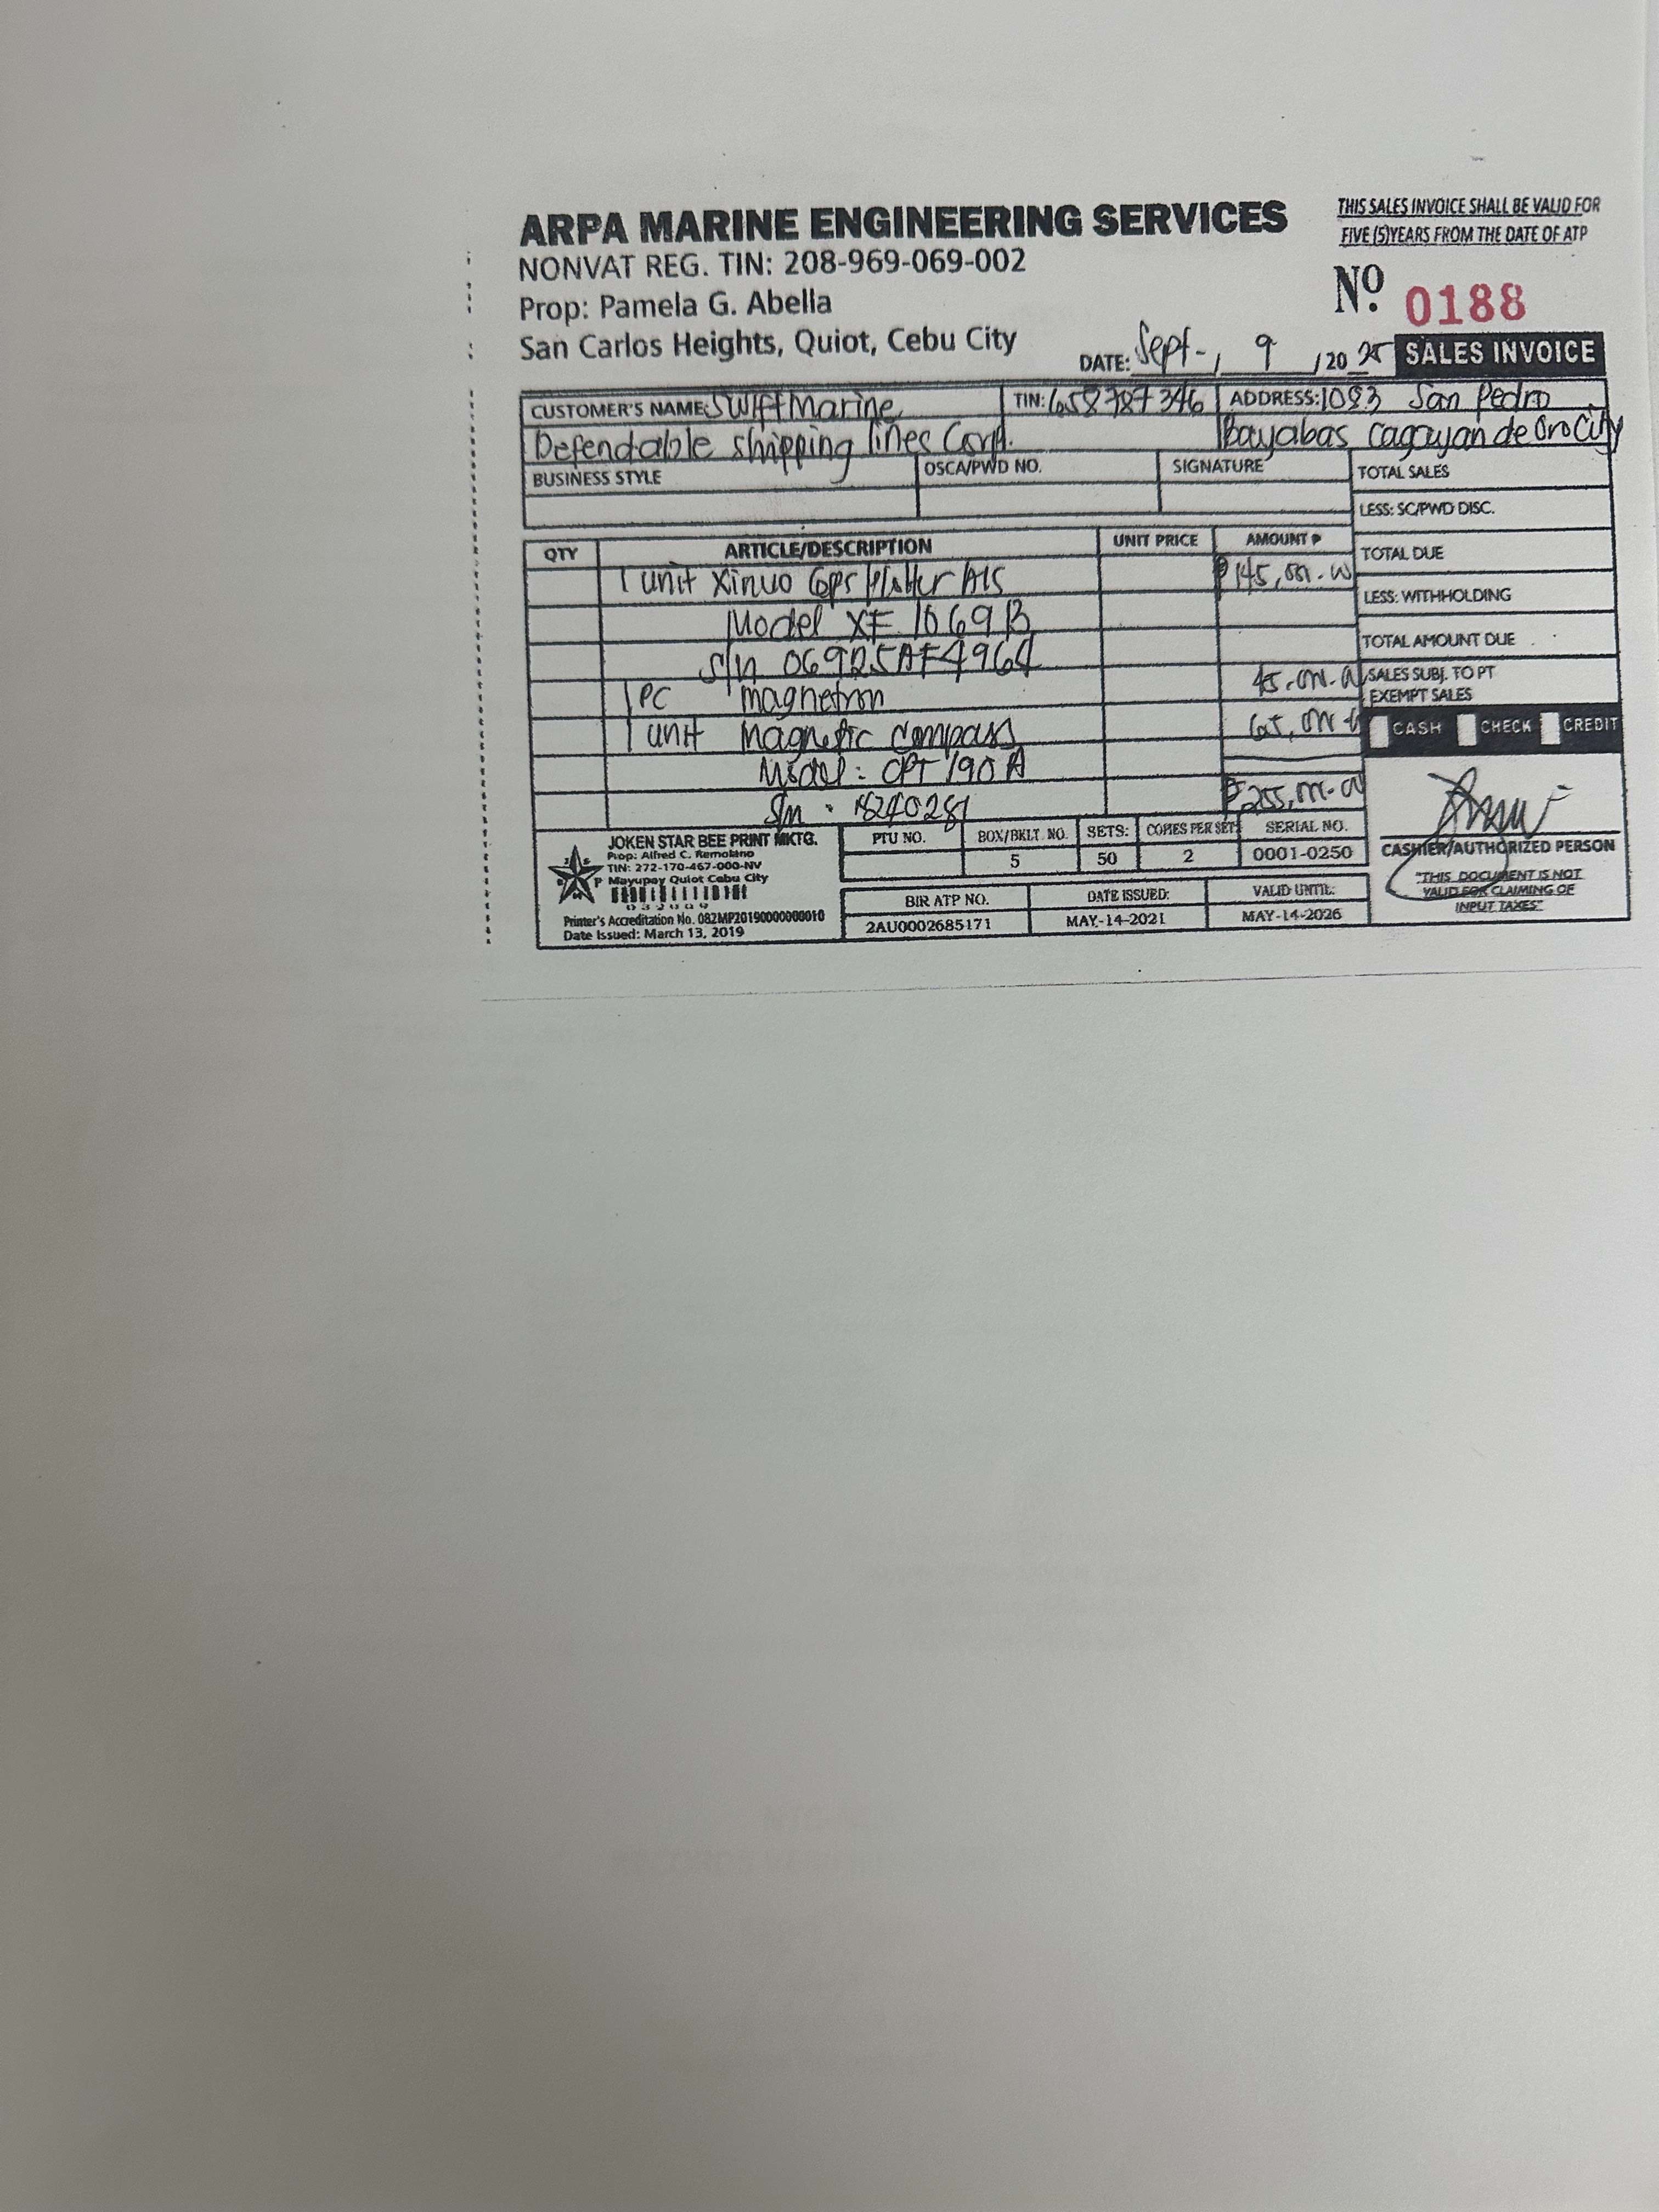 ARPA MARINE ENGINEERING SERVICES
NONVAT REG. TIN: 208-969-069-002
Prop: Pamela G. Abella
San Carlos Heights, Quiot, Cebu City
THIS SALES INVOICE SHALL BE VALID FOR
FIVE (5)YEARS FROM THE DATE OF ATP
Nº. 0188
DATE: Sept-, 9, /20 25 SALES INVOICE
CUSTOMER'S NAME: Swift Marine TIN: 658787346 ADDRESS: 1083 San Pedro
Defendable shipping lines Corp. Bayabas Cagayan de Oro City
BUSINESS STYLE OSCA/PWD NO. SIGNATURE TOTAL SALES
LESS: SC/PWD DISC.
QTY ARTICLE/DESCRIPTION UNIT PRICE AMOUNT ₱ TOTAL DUE
1 unit Xinuo Gps Plotter AIS ₱145,000.00
LESS: WITHHOLDING
Model XF 1069B
TOTAL AMOUNT DUE
S/n 06925AF4964
1 pc magnetron 45,000.00 SALES SUBJ. TO PT
EXEMPT SALES
1 unit Magnetic Compass 65,000.00 CASH CHECK CREDIT
Model: CPT 190 A
S/n: 18240281 ₱255,000.00
JOKEN STAR BEE PRINT MKTG. PTU NO. BOX/BKLT. NO. SETS: COPIES PER SET SERIAL NO.
Prop: Alfred C. Remolano
TIN: 272-170-467-000-NV 5 50 2 0001-0250 CASHIER/AUTHORIZED PERSON
Mayupay Quiot Cebu City
BIR ATP NO. DATE ISSUED: VALID UNTIL:
Printer's Accreditation No. 082MP20190000000010 2AU0002685171 MAY-14-2021 MAY-14-2026
Date Issued: March 13, 2019
"THIS DOCUMENT IS NOT
VALID FOR CLAIMING OF
INPUT TAXES"